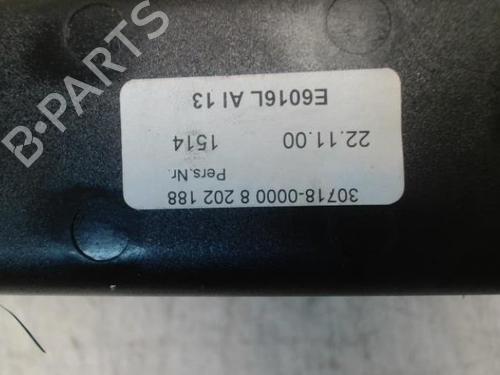 30718-0000 8 202 188
Pers.Nr.
22.11.00 1514
E6016L AI 13
B-PARTS